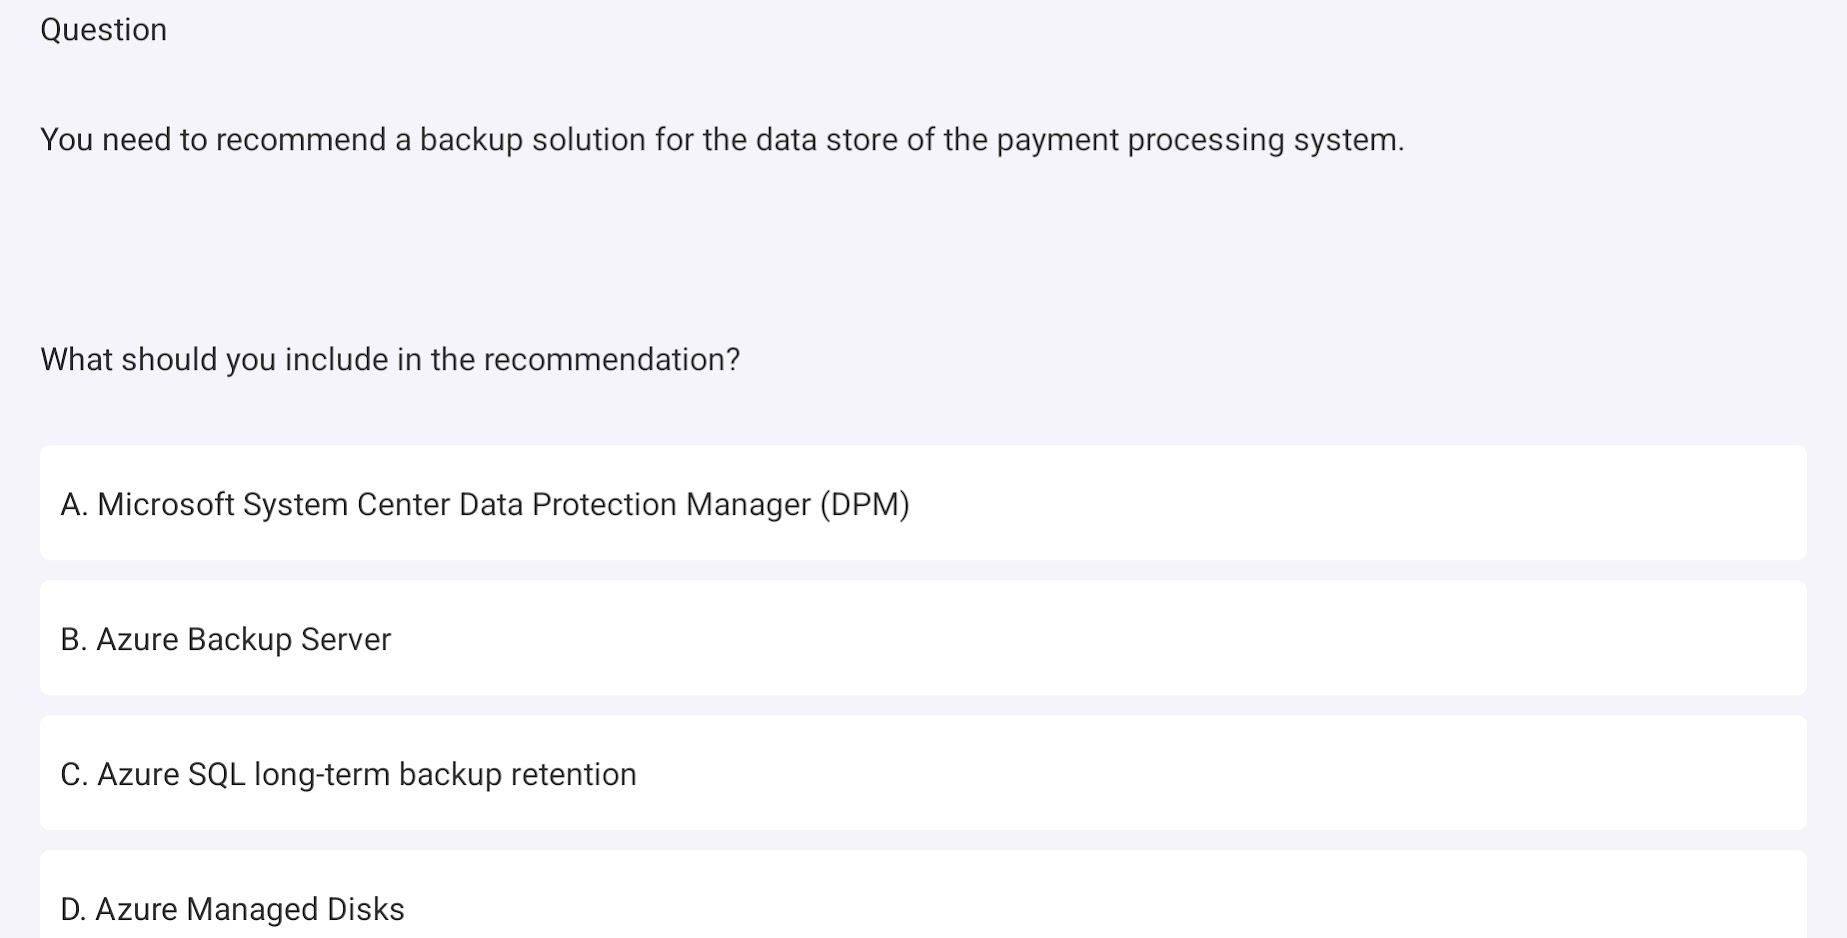 Question
You need to recommend a backup solution for the data store of the payment processing system.
What should you include in the recommendation?
A. Microsoft System Center Data Protection Manager (DPM)
B. Azure Backup Server
C. Azure SQL long-term backup retention
D. Azure Managed Disks